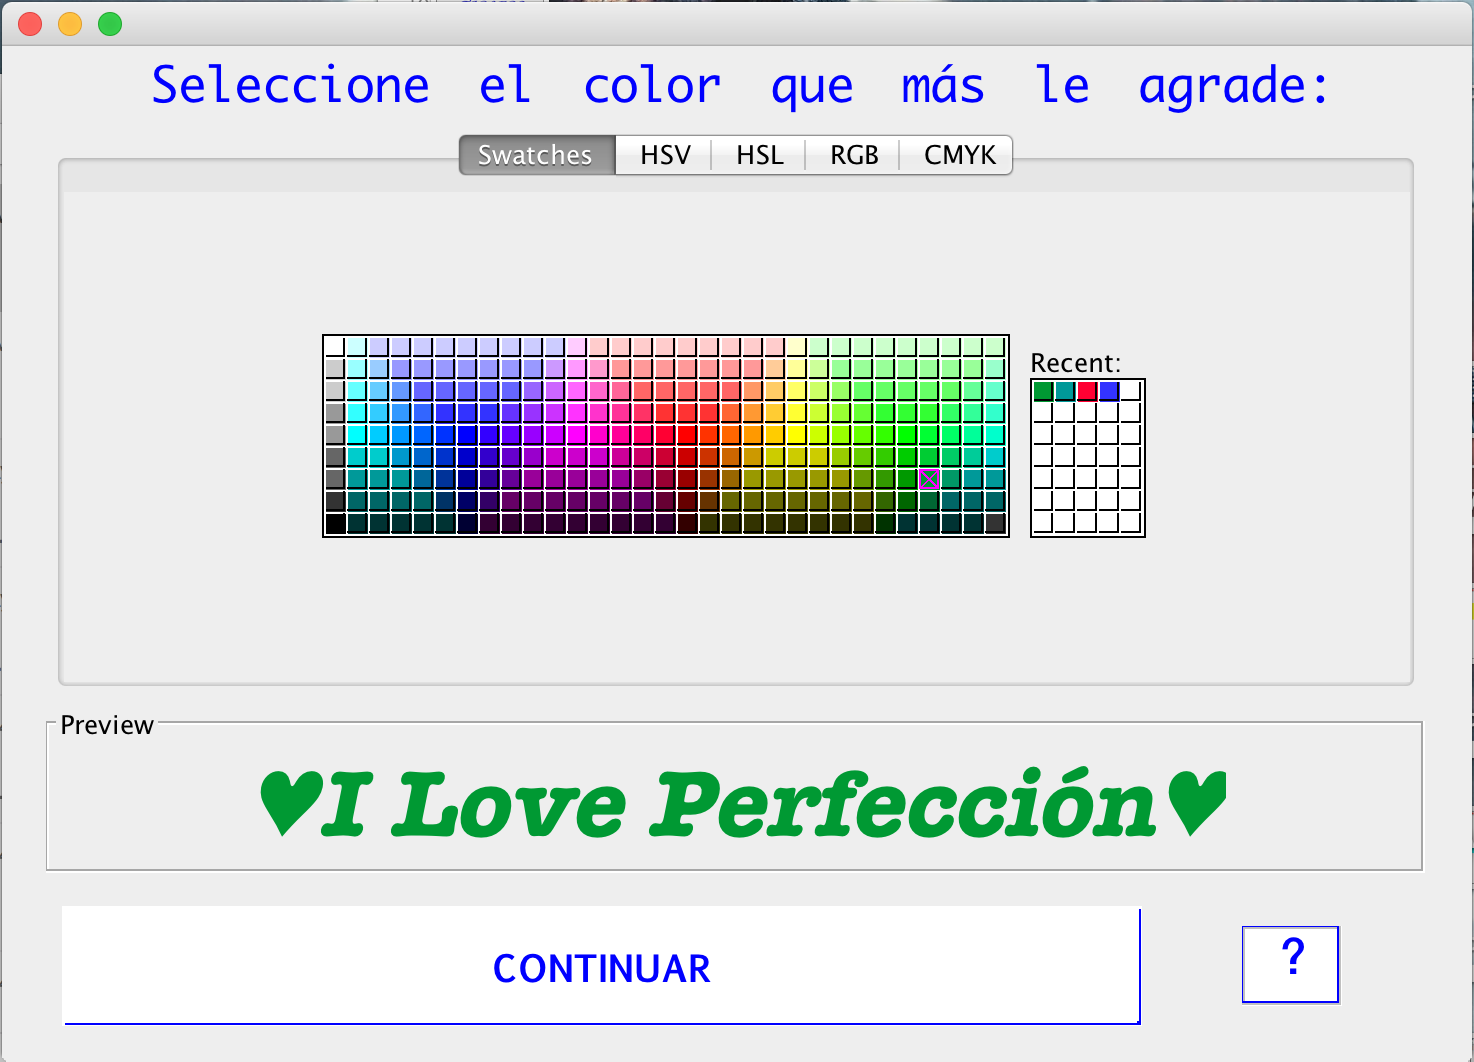 Seleccione el color que más le agrade:
Swatches HSV HSL RGB CMYK
Recent:
Preview
♥I Love Perfección♥
CONTINUAR
?